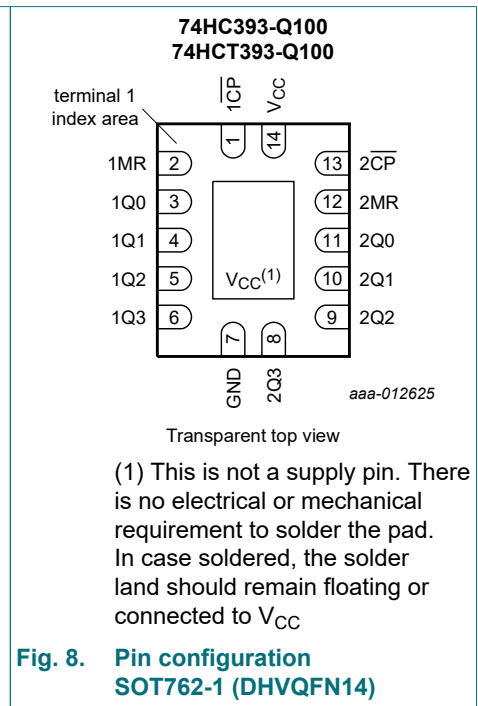 74HC393-Q100
74HCT393-Q100
terminal 1
index area
1C̅P̅
VCC
1
14
1MR 2
13 2C̅P̅
1Q0 3
12 2MR
1Q1 4
11 2Q0
1Q2 5
VCC(1)
10 2Q1
1Q3 6
9 2Q2
7
8
GND
2Q3
aaa-012625
Transparent top view
(1) This is not a supply pin. There
is no electrical or mechanical
requirement to solder the pad.
In case soldered, the solder
land should remain floating or
connected to VCC
Fig. 8. Pin configuration
SOT762-1 (DHVQFN14)